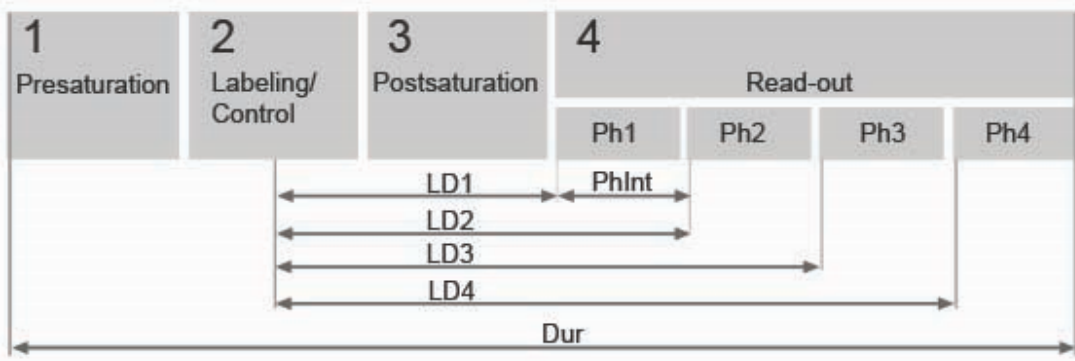 1
Presaturation
2
Labeling/
Control
3
Postsaturation
4
Read-out
Ph1
Ph2
Ph3
Ph4
LD1
PhInt
LD2
LD3
LD4
Dur